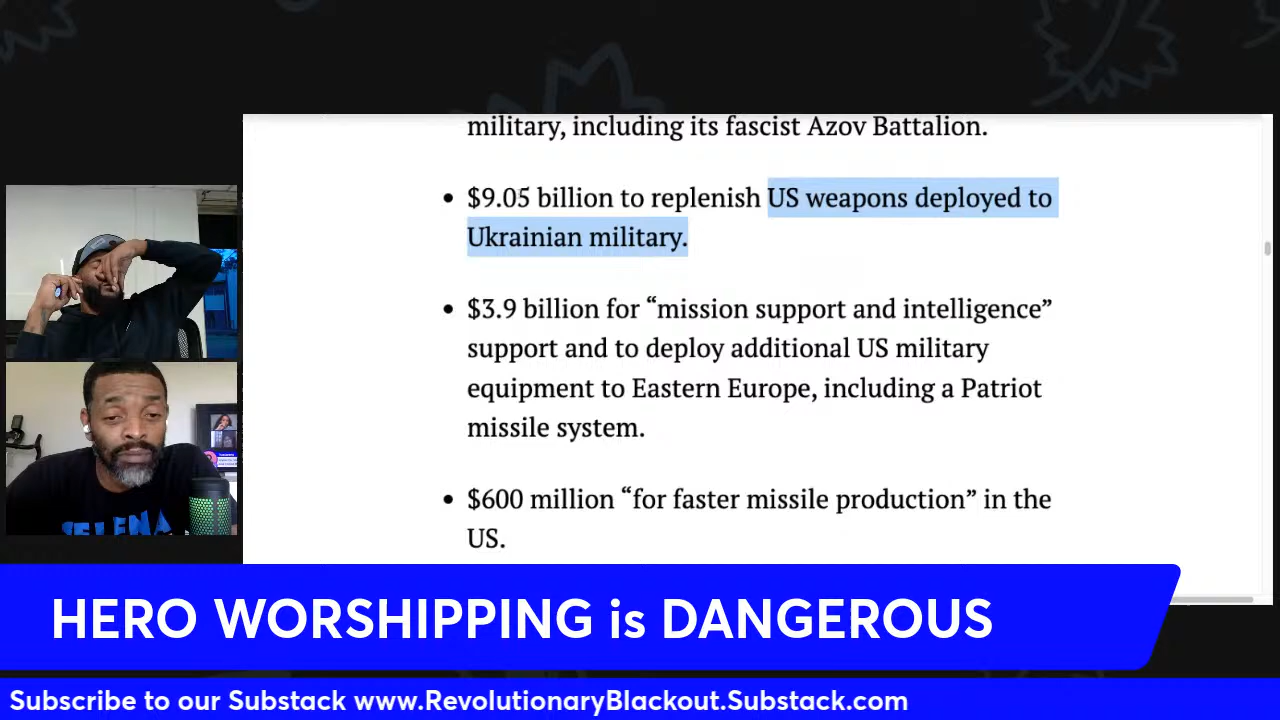 military, including its fascist Azov Battalion.
• $9.05 billion to replenish US weapons deployed to
Ukrainian military.
• $3.9 billion for “mission support and intelligence”
support and to deploy additional US military
equipment to Eastern Europe, including a Patriot
missile system.
• $600 million “for faster missile production” in the
US.
SELENA
HERO WORSHIPPING is DANGEROUS
Subscribe to our Substack www.RevolutionaryBlackout.Substack.com